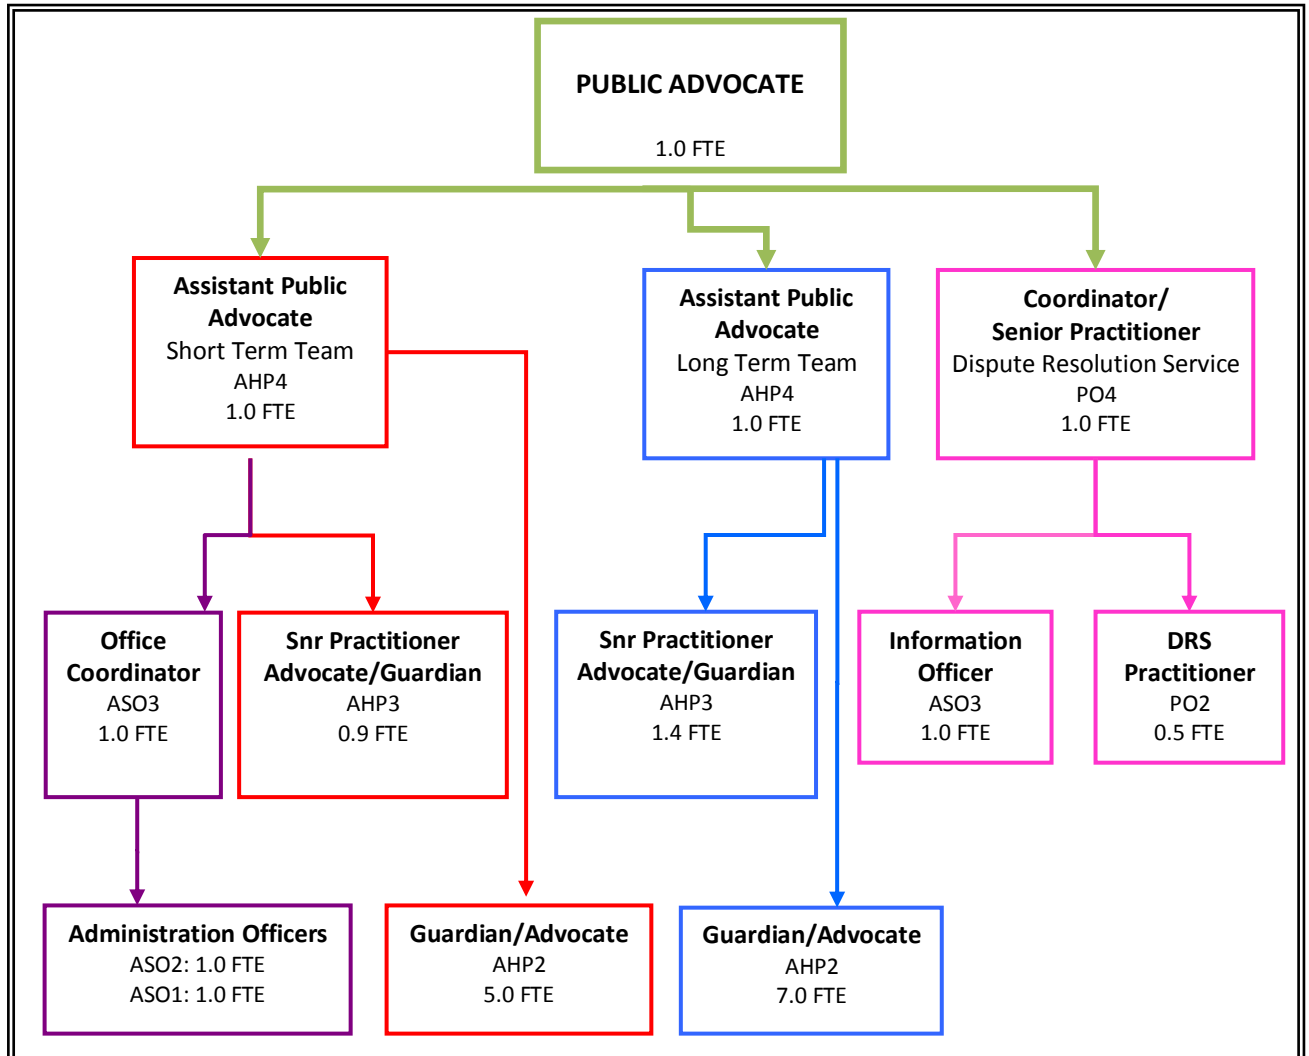 PUBLIC ADVOCATE
1.0 FTE
Assistant Public
Advocate
Short Term Team
AHP4
1.0 FTE
Assistant Public
Advocate
Long Term Team
AHP4
1.0 FTE
Coordinator/
Senior Practitioner
Dispute Resolution Service
PO4
1.0 FTE
Office
Coordinator
ASO3
1.0 FTE
Snr Practitioner
Advocate/Guardian
AHP3
0.9 FTE
Snr Practitioner
Advocate/Guardian
AHP3
1.4 FTE
Information
Officer
ASO3
1.0 FTE
DRS
Practitioner
PO2
0.5 FTE
Administration Officers
ASO2: 1.0 FTE
ASO1: 1.0 FTE
Guardian/Advocate
AHP2
5.0 FTE
Guardian/Advocate
AHP2
7.0 FTE